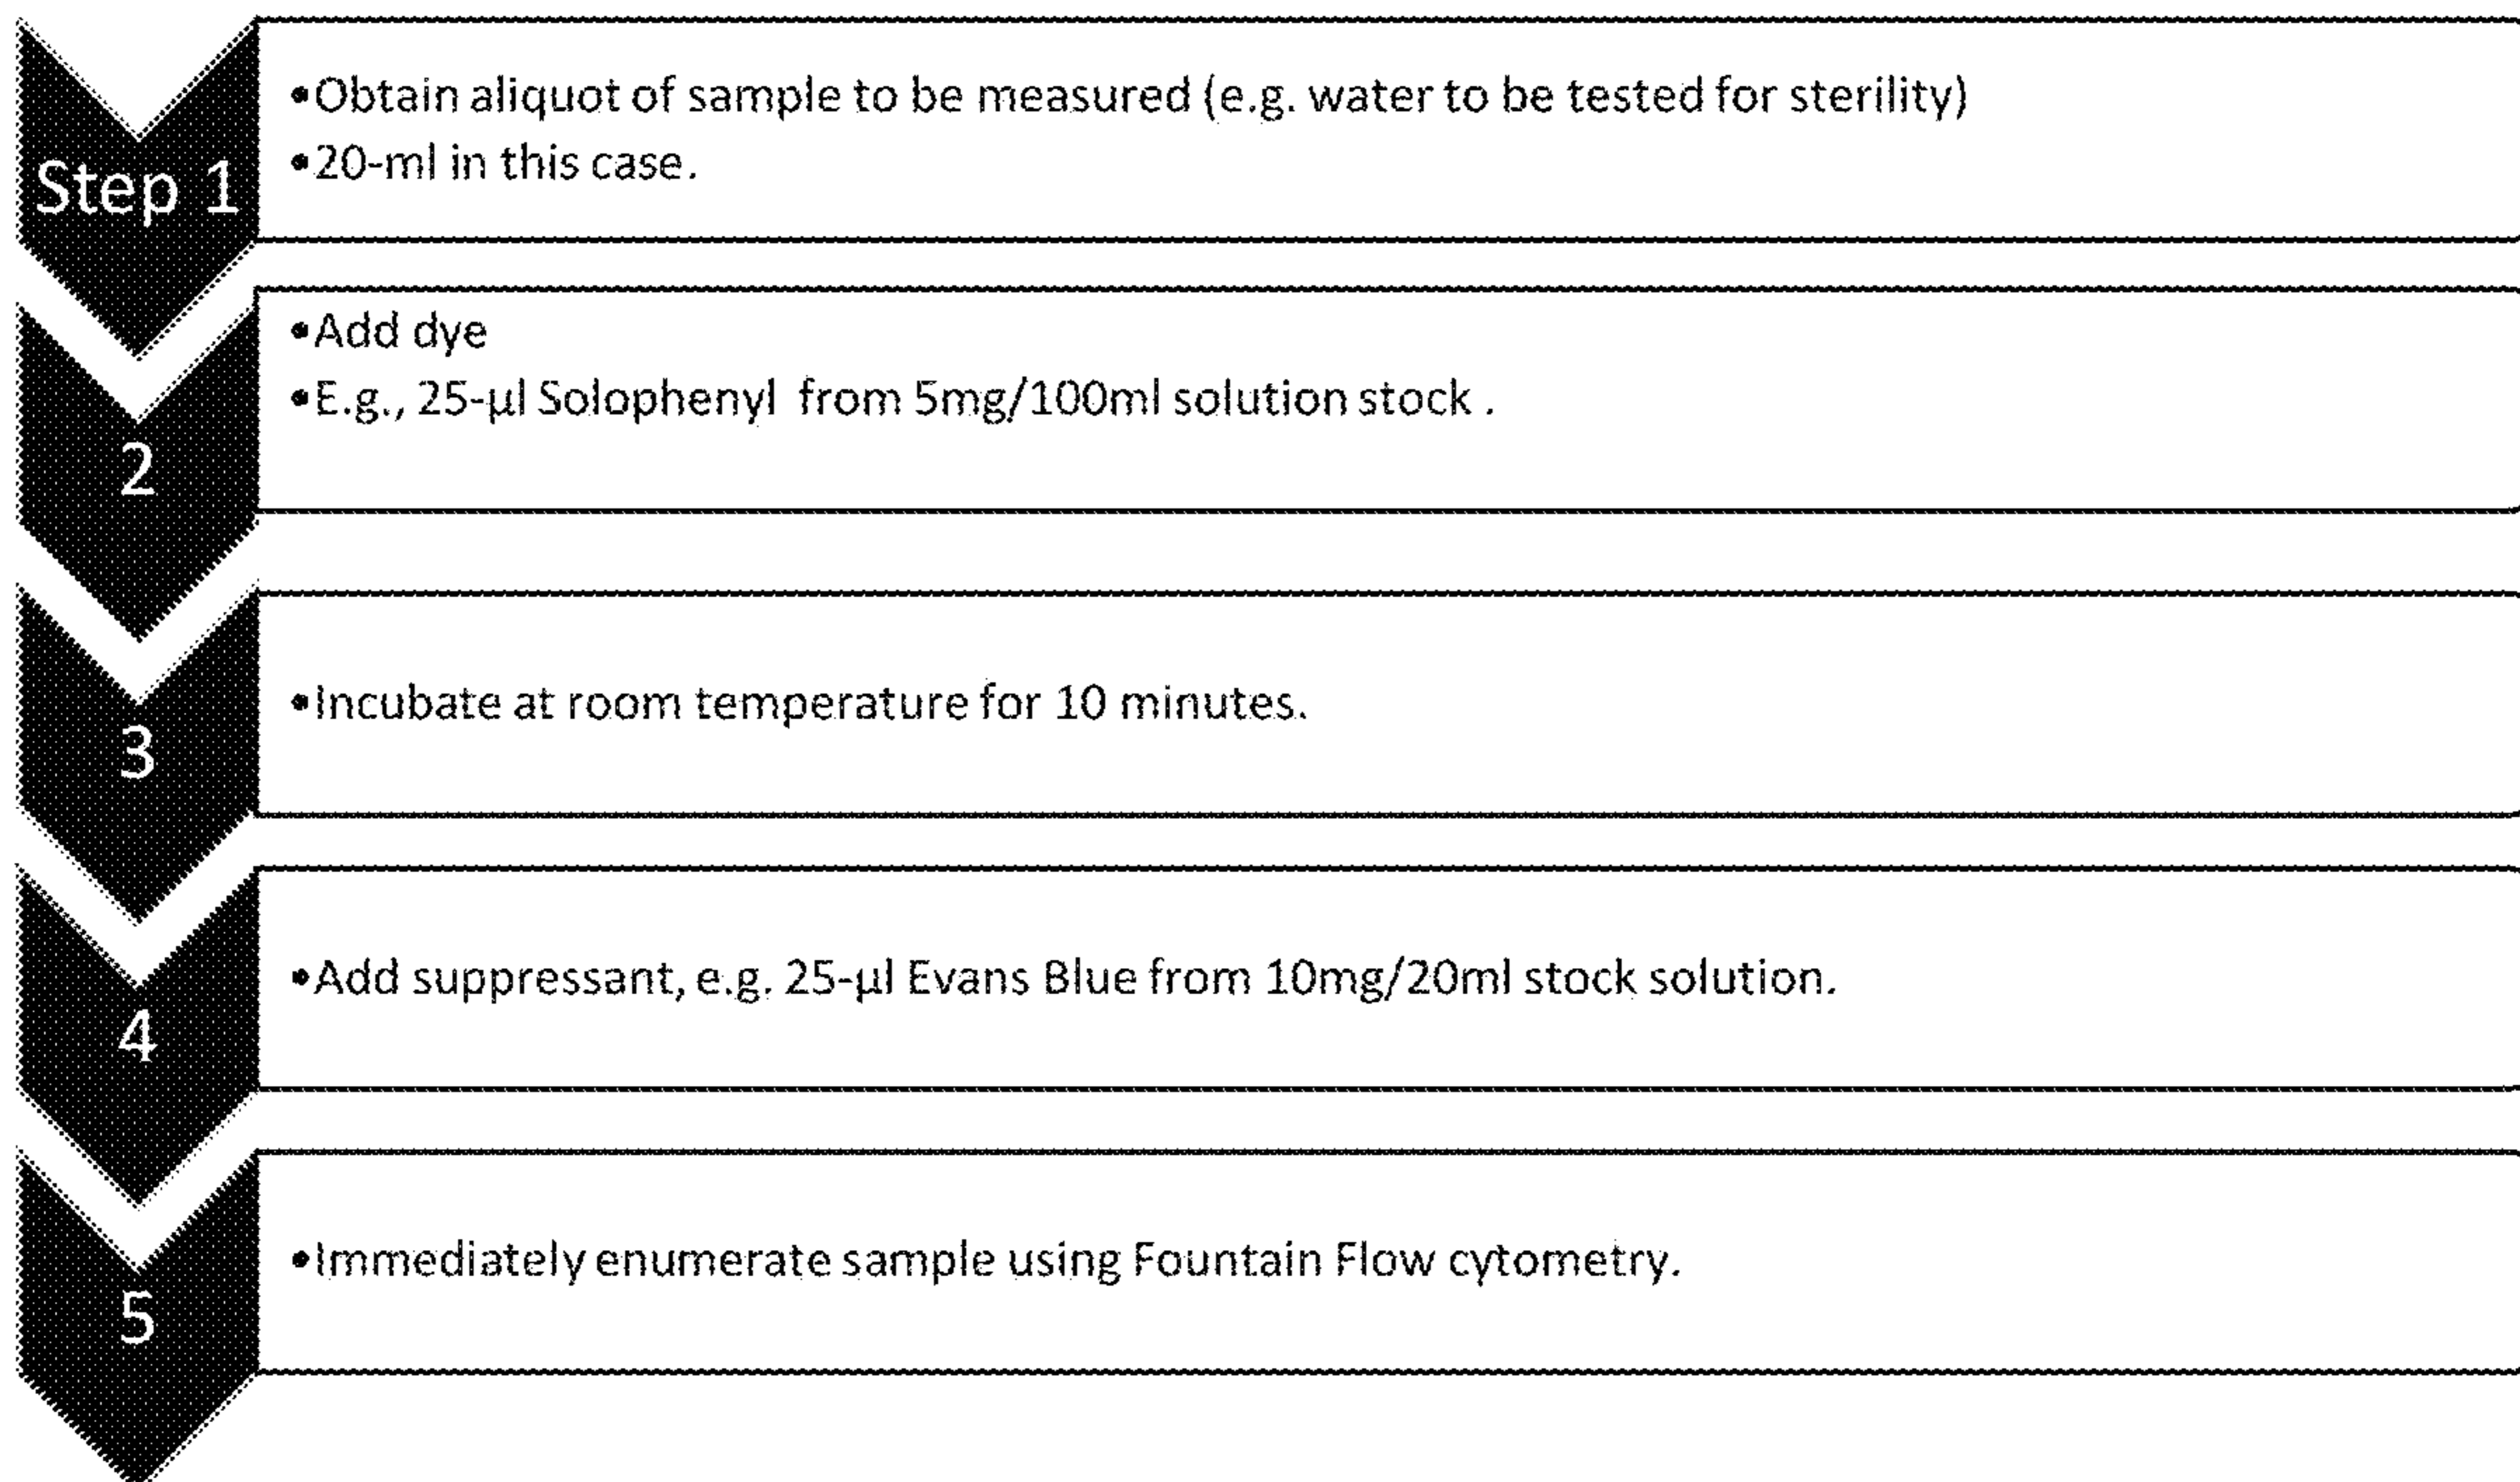 Step 1
•Obtain aliquot of sample to be measured (e.g. water to be tested for sterility)
•20-ml in this case.
2
•Add dye
•E.g., 25-µl Solophenyl from 5mg/100ml solution stock .
3
•Incubate at room temperature for 10 minutes.
4
•Add suppressant, e.g. 25-µl Evans Blue from 10mg/20ml stock solution.
5
•Immediately enumerate sample using Fountain Flow cytometry.